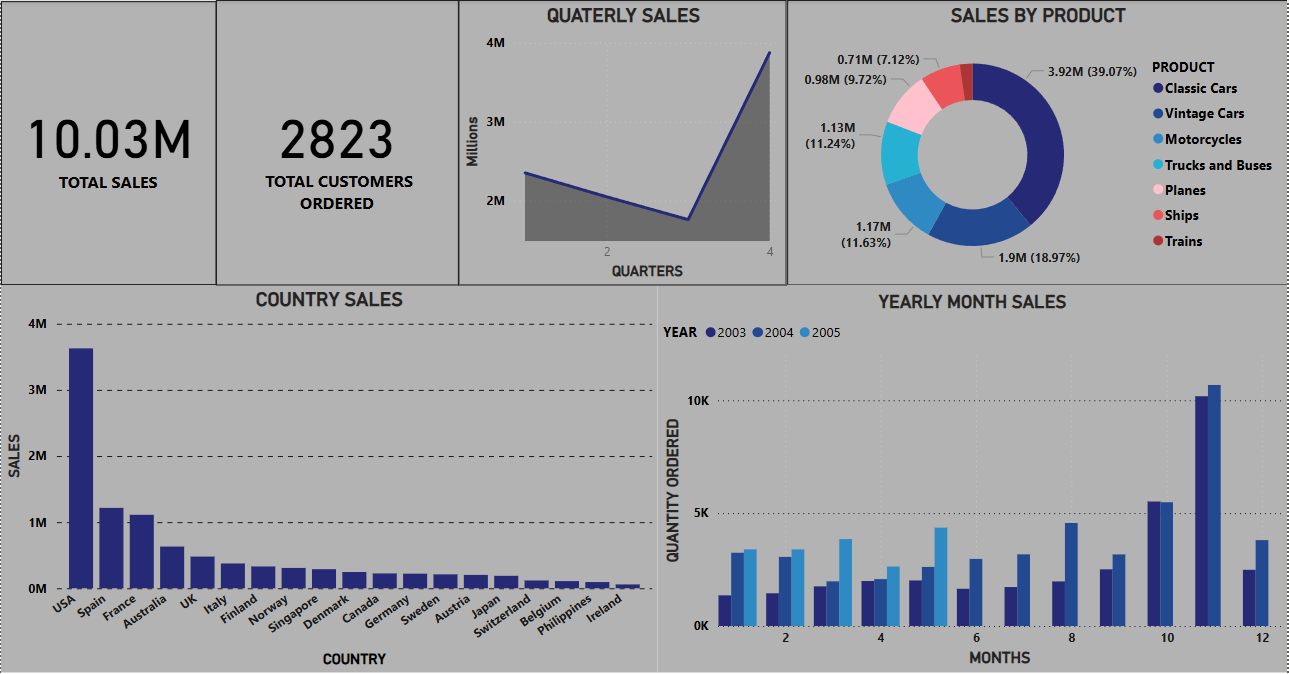 10.03M
TOTAL SALES
2823
TOTAL CUSTOMERS
ORDERED
QUATERLY SALES
4M
3M
2M
Millions
2
4
QUARTERS
SALES BY PRODUCT
0.71M (7.12%)
0.98M (9.72%)
1.13M
(11.24%)
1.17M
(11.63%)
1.9M (18.97%)
3.92M (39.07%)
PRODUCT
Classic Cars
Vintage Cars
Motorcycles
Trucks and Buses
Planes
Ships
Trains
COUNTRY SALES
4M
3M
2M
1M
0M
SALES
USA
Spain
France
Australia
UK
Italy
Finland
Norway
Singapore
Denmark
Canada
Germany
Sweden
Austria
Japan
Switzerland
Belgium
Philippines
Ireland
COUNTRY
YEARLY MONTH SALES
YEAR 2003 2004 2005
10K
5K
0K
QUANTITY ORDERED
2 4 6 8 10 12
MONTHS